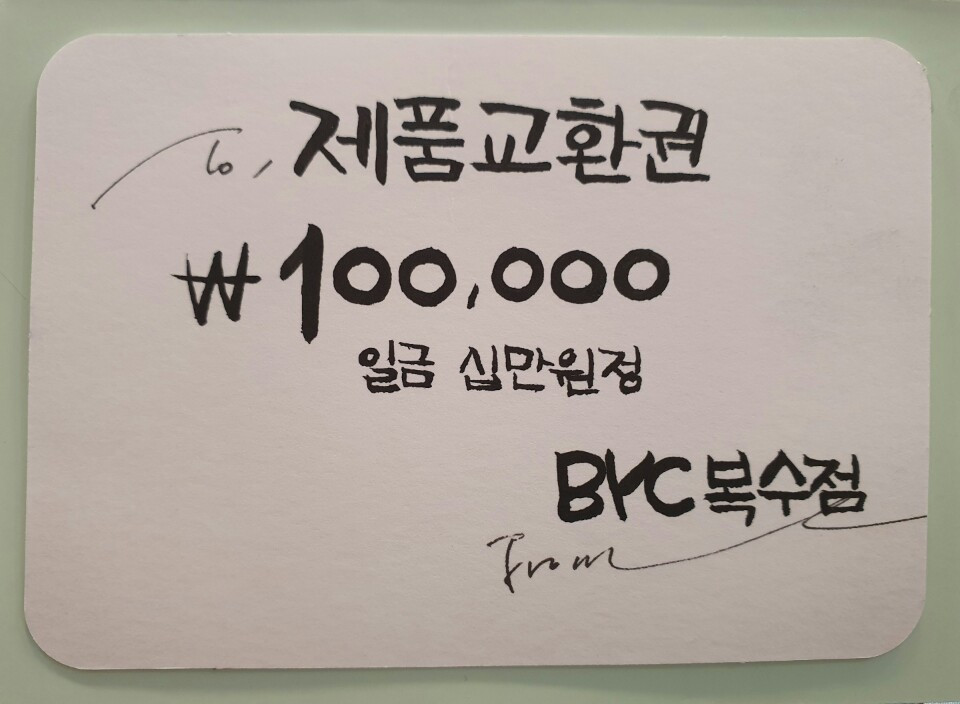 To, 제품교환권
₩100,000
일금 십만원정
BYC 복수점
From